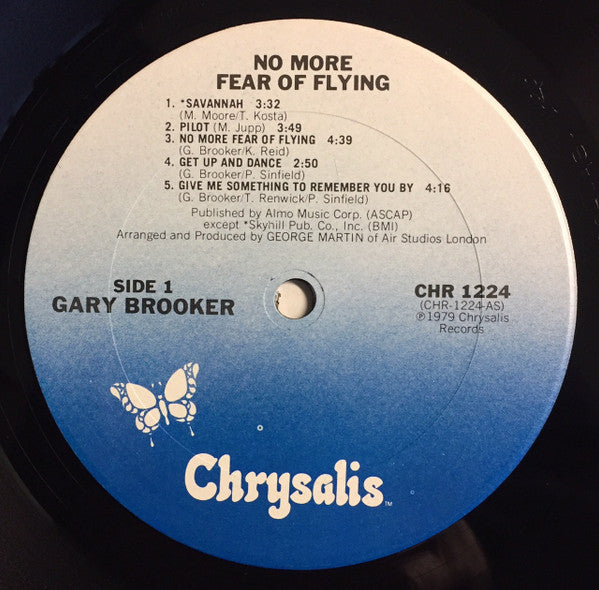 NO MORE
FEAR OF FLYING
1. *SAVANNAH 3:32
(M. Moore/T. Kosta)
2. PILOT (M. Jupp) 3:49
3. NO MORE FEAR OF FLYING 4:39
(G. Brooker/K. Reid)
4. GET UP AND DANCE 2:50
(G. Brooker/P. Sinfield)
5. GIVE ME SOMETHING TO REMEMBER YOU BY 4:16
(G. Brooker/T. Renwick/P. Sinfield)
Published by Almo Music Corp. (ASCAP)
except *Skyhill Pub. Co., Inc. (BMI)
Arranged and Produced by GEORGE MARTIN of Air Studios London
SIDE 1
GARY BROOKER
CHR 1224
(CHR-1224-AS)
℗1979 Chrysalis
Records
Chrysalis™